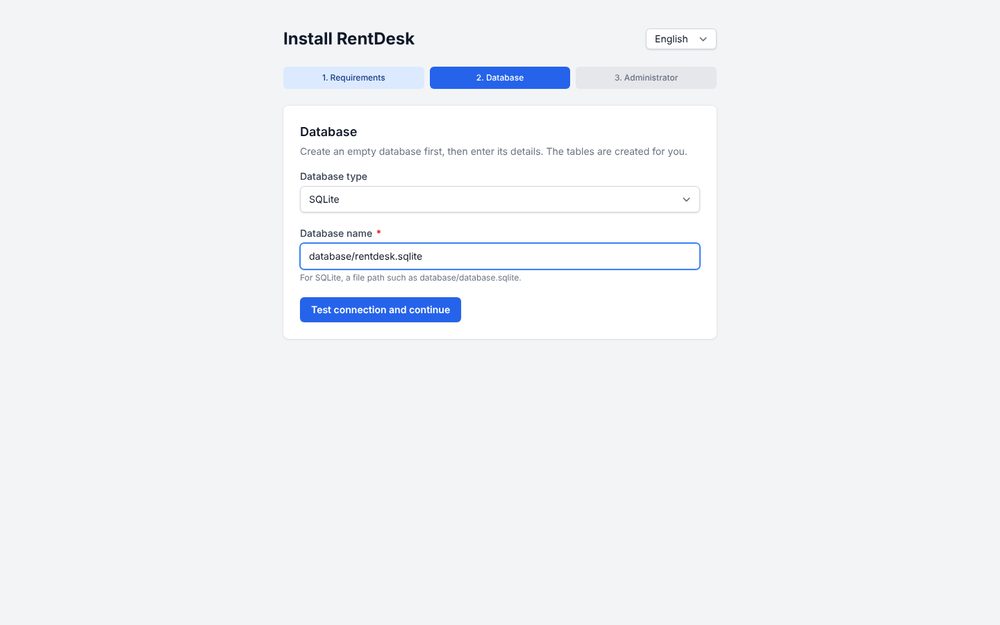 Install RentDesk
English
1. Requirements
2. Database
3. Administrator
Database
Create an empty database first, then enter its details. The tables are created for you.
Database type
SQLite
Database name *
database/rentdesk.sqlite
For SQLite, a file path such as database/database.sqlite.
Test connection and continue